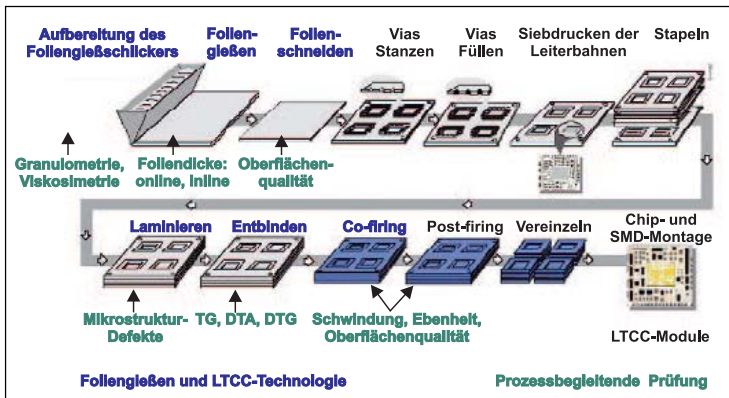 Aufbereitung des
Foliengießschlickers
Folien-
gießen
Folien-
schneiden
Vias
Stanzen
Vias
Füllen
Siebdrucken der
Leiterbahnen
Stapeln
Granulometrie,
Viskosimetrie
Foliendicke:
online, inline
Oberflächen-
qualität
Laminieren
Entbinden
Co-firing
Post-firing
Vereinzeln
Chip- und
SMD-Montage
Mikrostruktur-
Defekte
TG, DTA, DTG
Schwindung, Ebenheit,
Oberflächenqualität
LTCC-Module
Foliengießen und LTCC-Technologie
Prozessbegleitende Prüfung